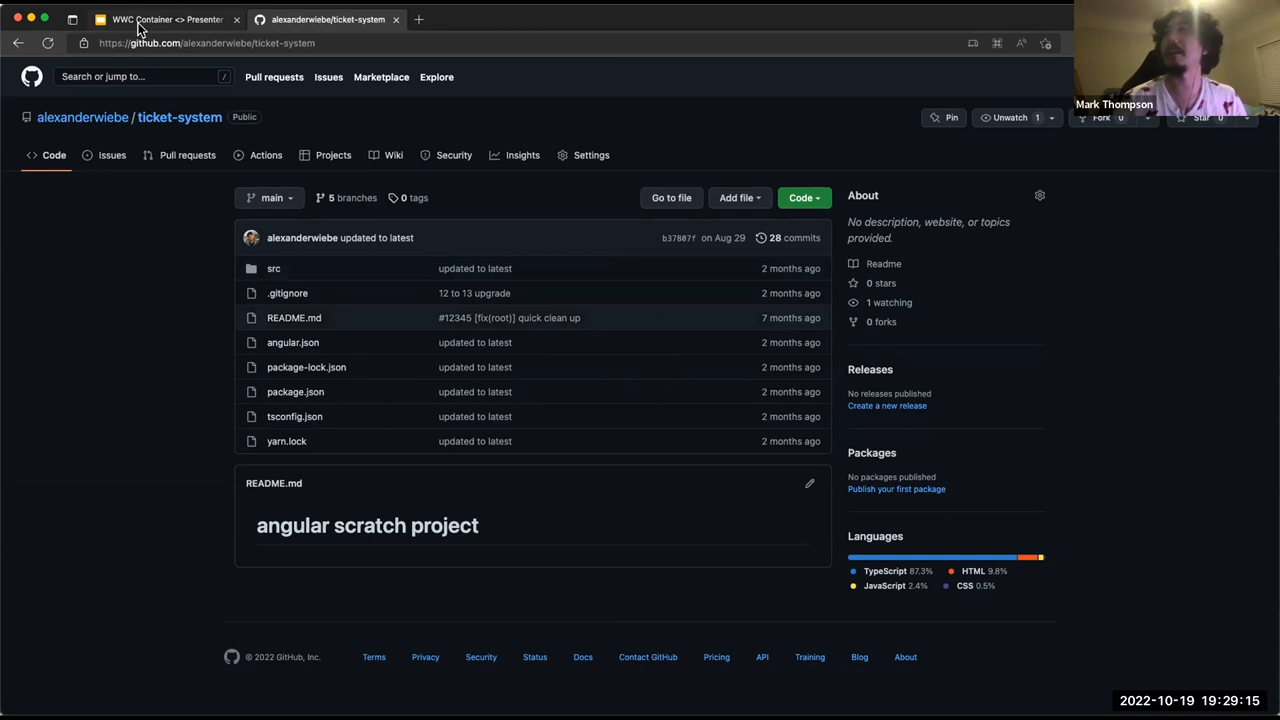 WWC Container <> Presenter
alexanderwiebe/ticket-system
https://github.com/alexanderwiebe/ticket-system
Search or jump to...
/
Pull requests
Issues
Marketplace
Explore
Mark Thompson
alexanderwiebe / ticket-system
Public
Pin
Unwatch 1
Fork 0
Star 0
Code
Issues
Pull requests
Actions
Projects
Wiki
Security
Insights
Settings
main
5 branches
0 tags
Go to file
Add file
Code
About
No description, website, or topics
provided.
Readme
0 stars
1 watching
0 forks
alexanderwiebe updated to latest
b37807f on Aug 29
28 commits
src updated to latest 2 months ago
.gitignore 12 to 13 upgrade 2 months ago
README.md #12345 [fix(root)] quick clean up 7 months ago
angular.json updated to latest 2 months ago
package-lock.json updated to latest 2 months ago
package.json updated to latest 2 months ago
tsconfig.json updated to latest 2 months ago
yarn.lock updated to latest 2 months ago
Releases
No releases published
Create a new release
Packages
No packages published
Publish your first package
README.md
angular scratch project
Languages
TypeScript 87.3%
HTML 9.8%
JavaScript 2.4%
CSS 0.5%
© 2022 GitHub, Inc.
Terms
Privacy
Security
Status
Docs
Contact GitHub
Pricing
API
Training
Blog
About
2022-10-19 19:29:15